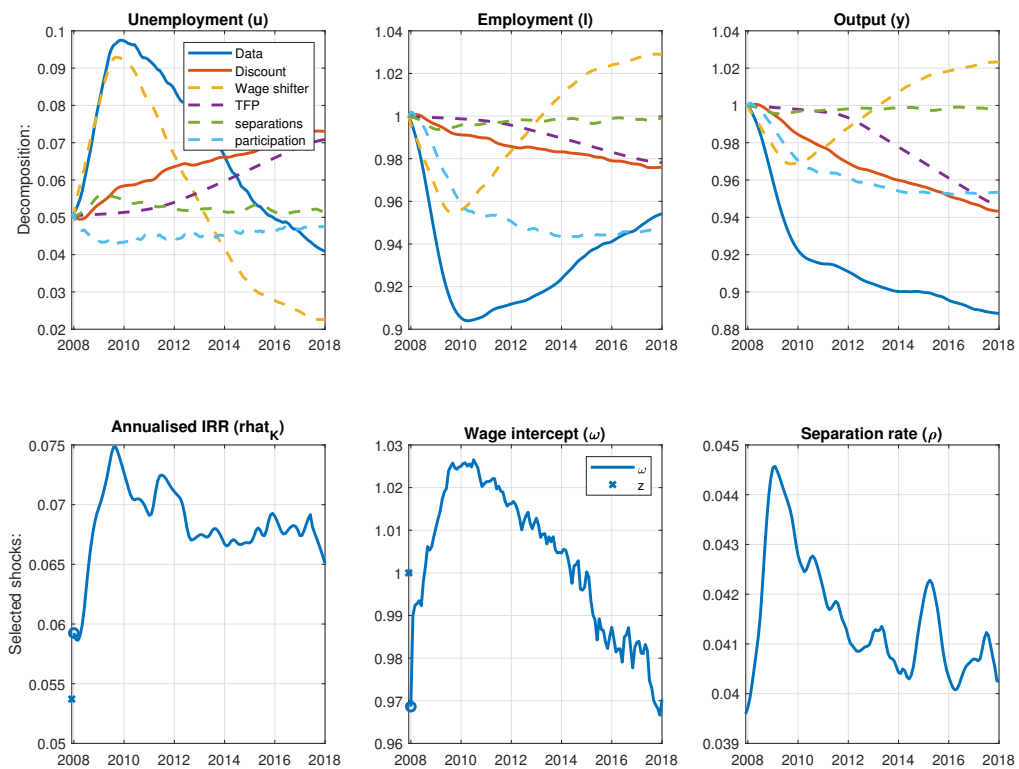 Unemployment (u)
Employment (l)
Output (y)
Decomposition:
0.1
0.09
0.08
0.07
0.06
0.05
0.04
0.03
0.02
Data
Discount
Wage shifter
TFP
separations
participation
2008 2010 2012 2014 2016 2018
1.04
1.02
1
0.98
0.96
0.94
0.92
0.9
2008 2010 2012 2014 2016 2018
1.04
1.02
1
0.98
0.96
0.94
0.92
0.9
0.88
2008 2010 2012 2014 2016 2018
Annualised IRR (rhat_K)
Wage intercept (ω)
Separation rate (ρ)
Selected shocks:
0.075
0.07
0.065
0.06
0.055
0.05
2008 2010 2012 2014 2016 2018
1.03
1.02
1.01
1
0.99
0.98
0.97
0.96
ω
z
2008 2010 2012 2014 2016 2018
0.045
0.044
0.043
0.042
0.041
0.04
0.039
2008 2010 2012 2014 2016 2018